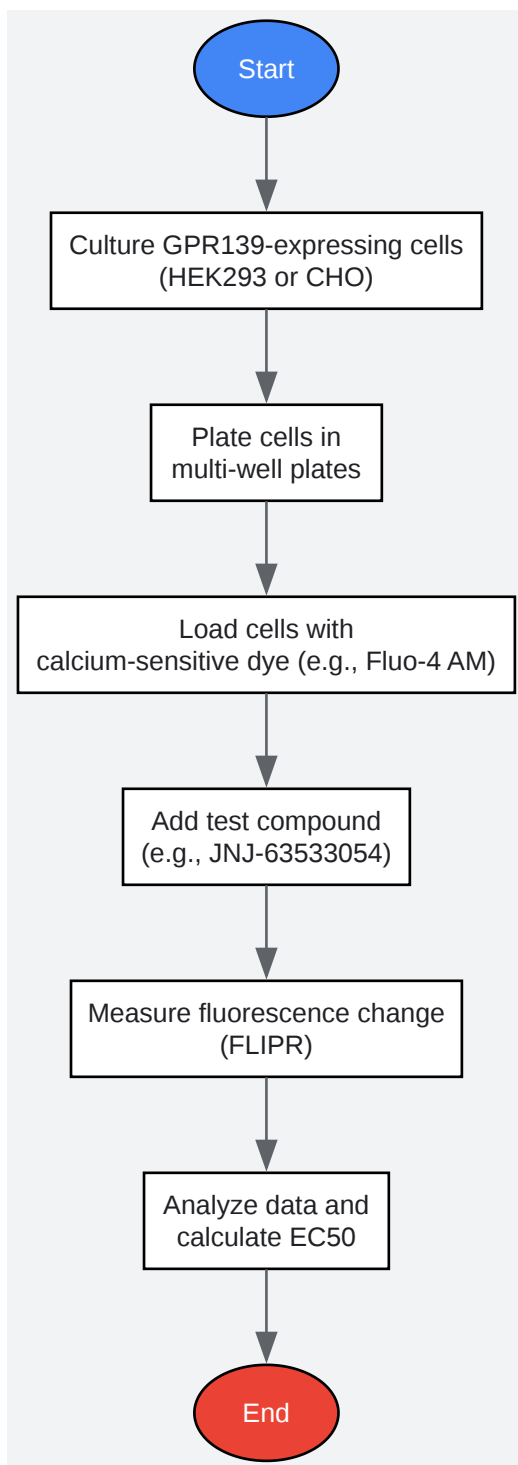 Start
Culture GPR139-expressing cells
(HEK293 or CHO)
Plate cells in
multi-well plates
Load cells with
calcium-sensitive dye (e.g., Fluo-4 AM)
Add test compound
(e.g., JNJ-63533054)
Measure fluorescence change
(FLIPR)
Analyze data and
calculate EC50
End